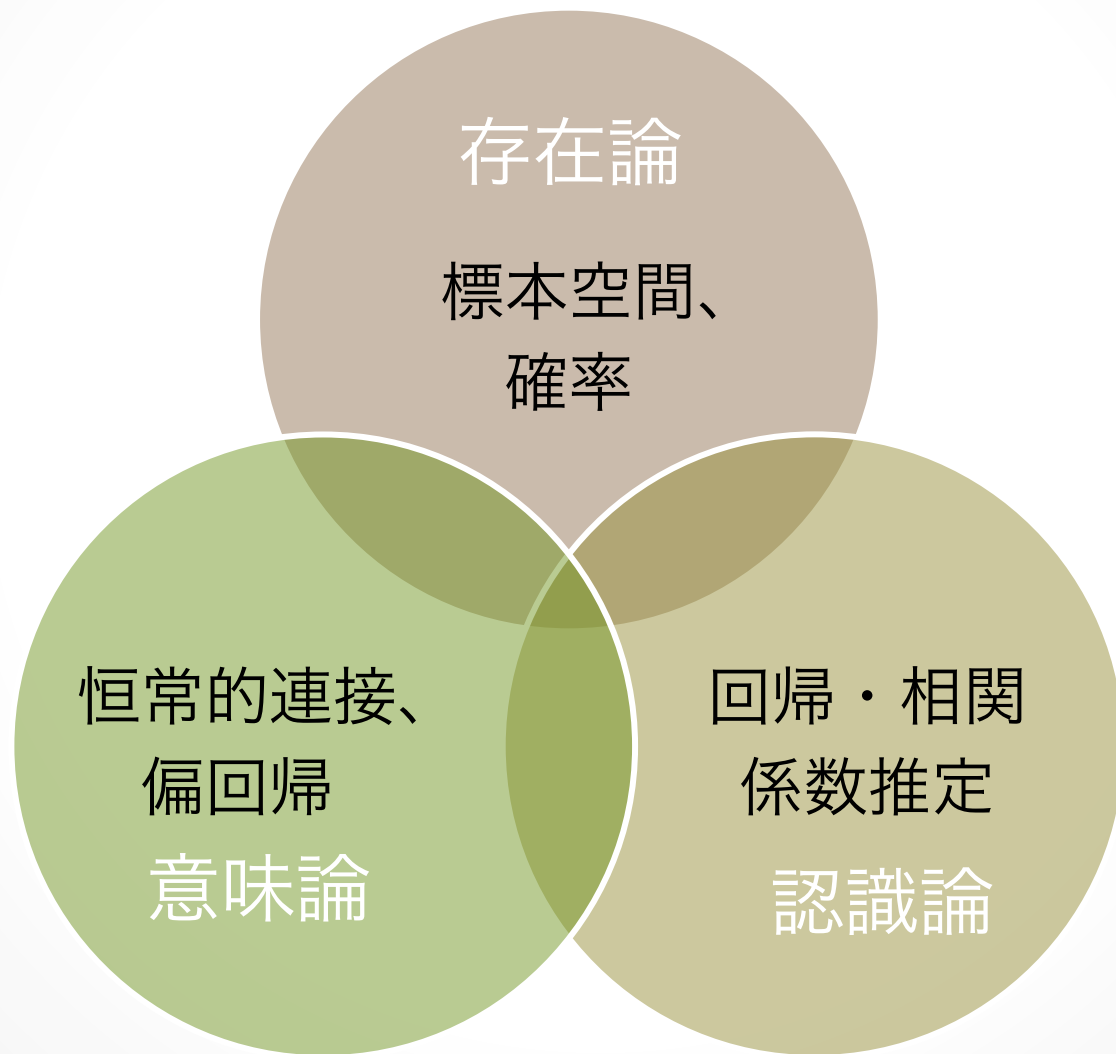 存在論
標本空間、
確率
恒常的連接、
偏回帰
意味論
回帰・相関
係数推定
認識論